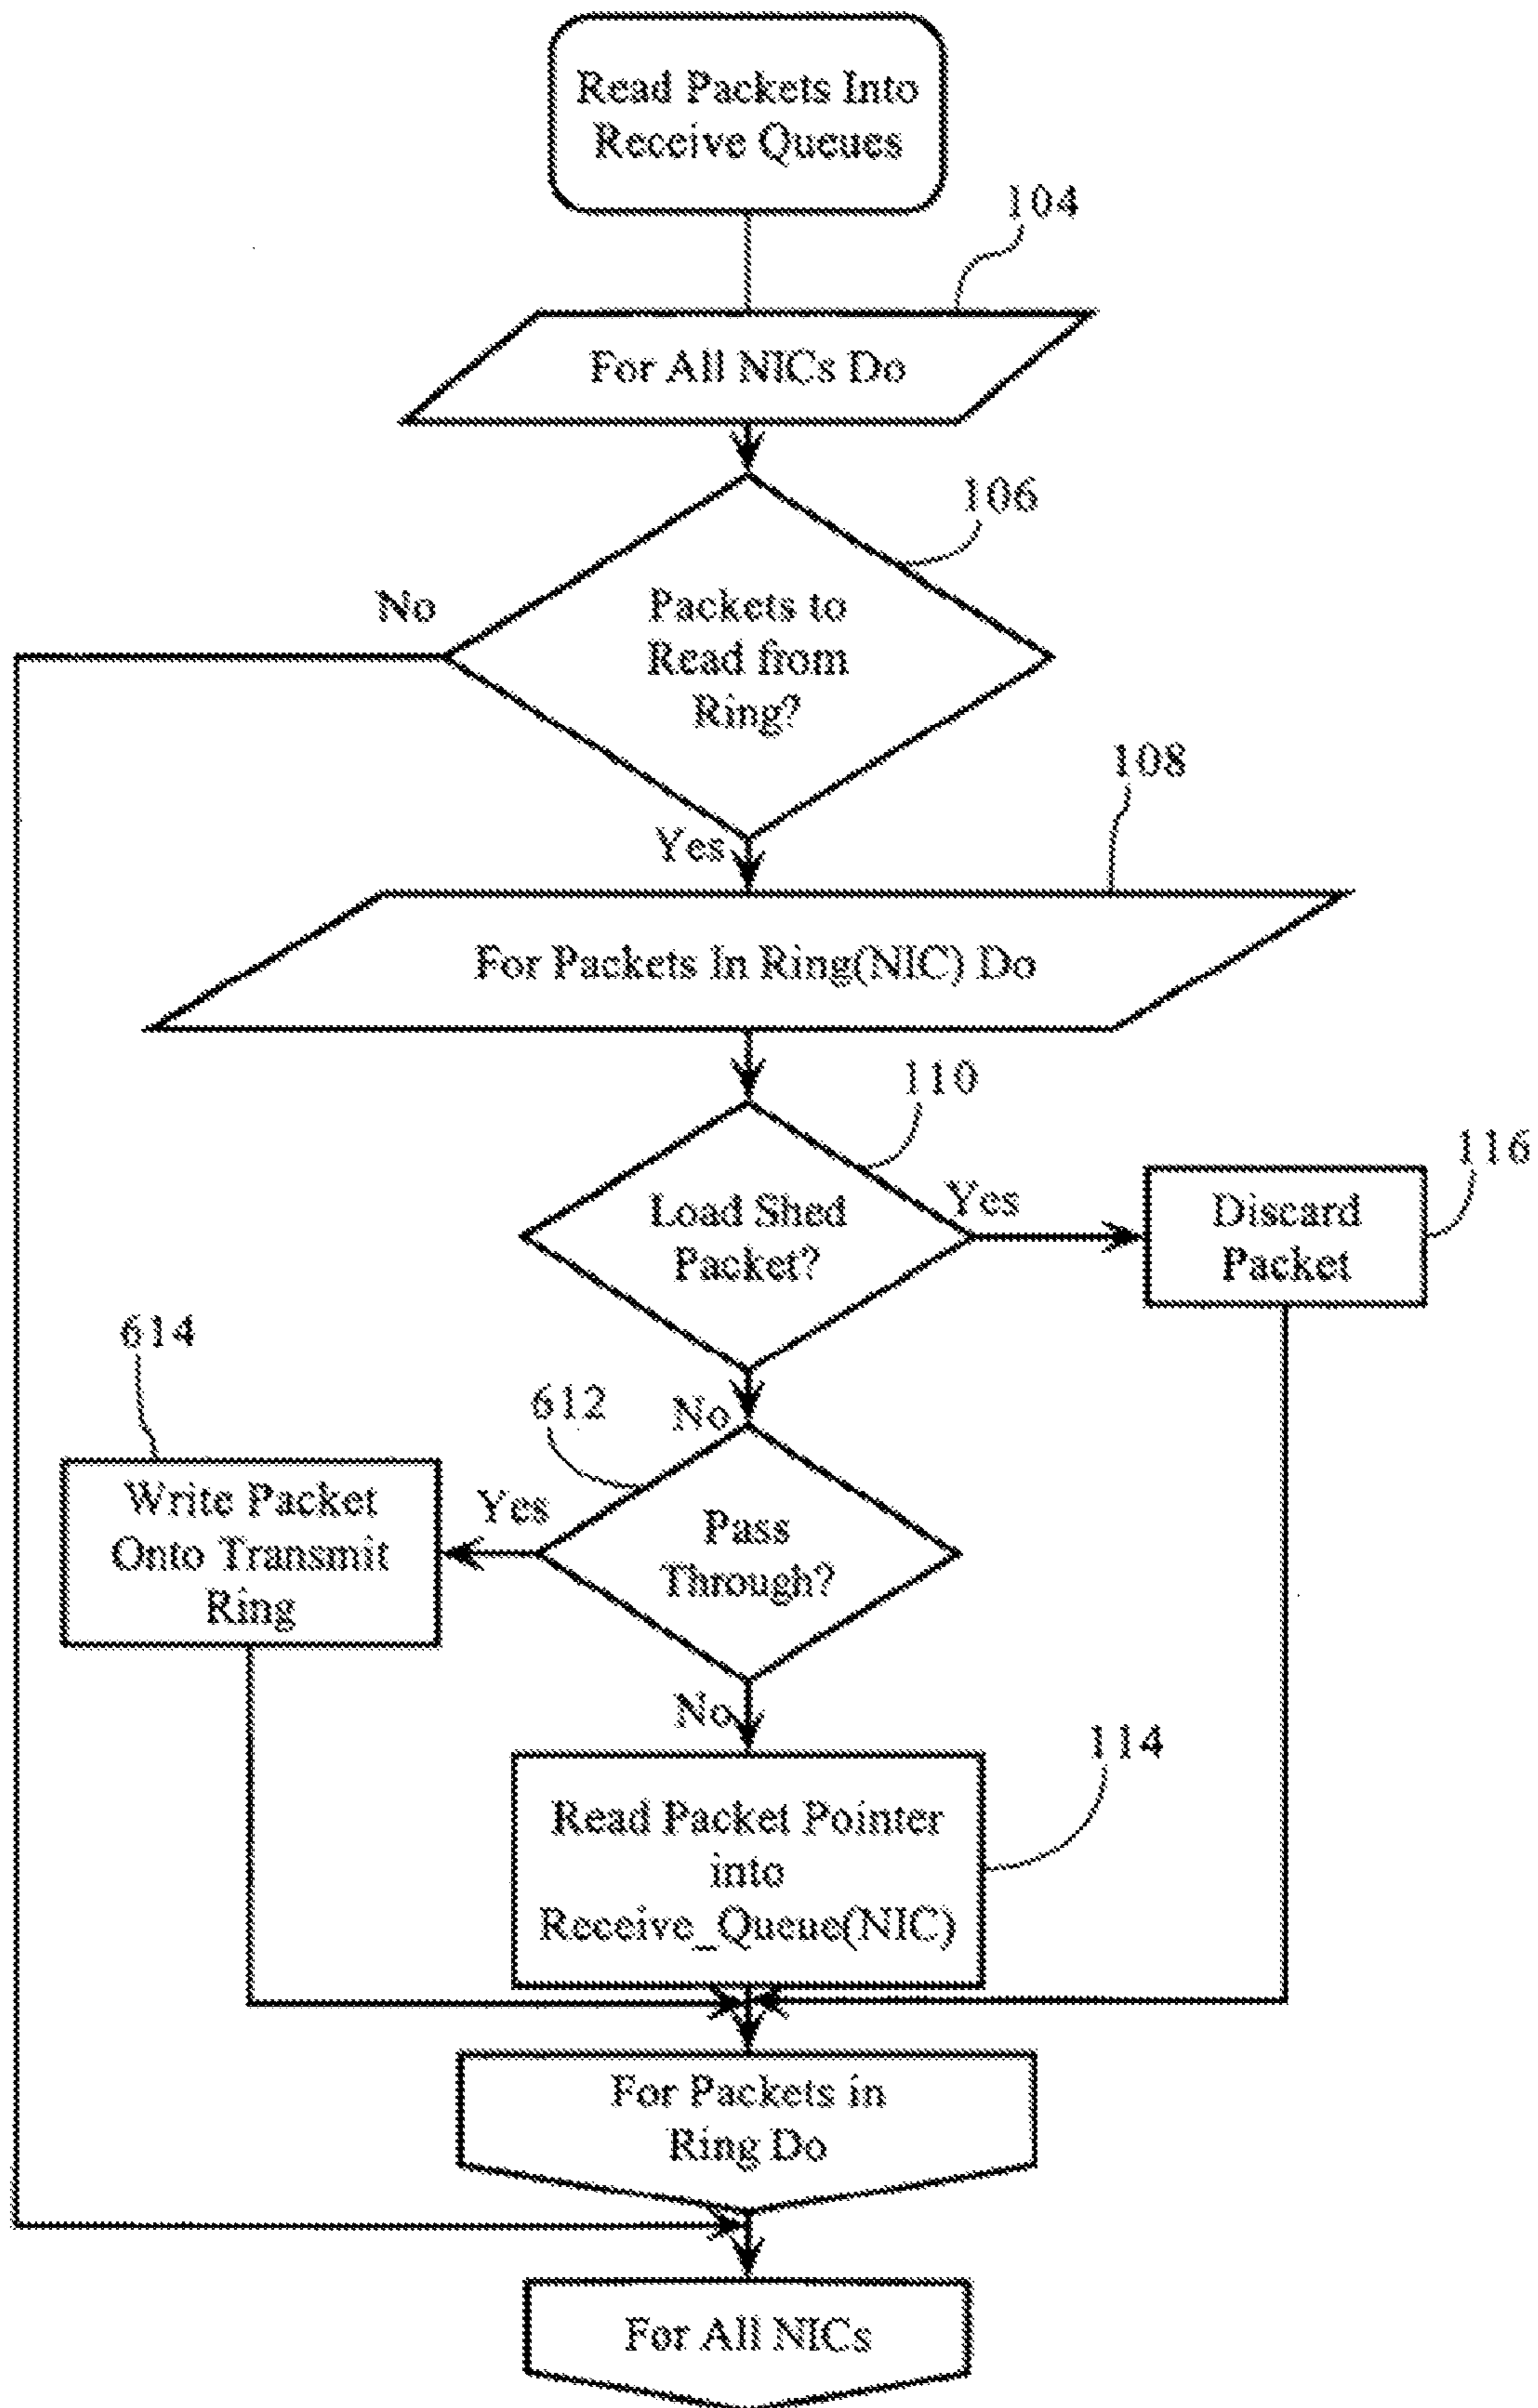 Read Packets Into
Receive Queues
104
For All NICs Do
106
No
Packets to
Read from
Ring?
108
Yes
For Packets In Ring(NIC) Do
110
116
Yes
Load Shed
Packet?
Discard
Packet
614
612
No
Write Packet
Onto Transmit
Ring
Yes
Pass
Through?
No
114
Read Packet Pointer
into
Receive_Queue(NIC)
For Packets in
Ring Do
For All NICs